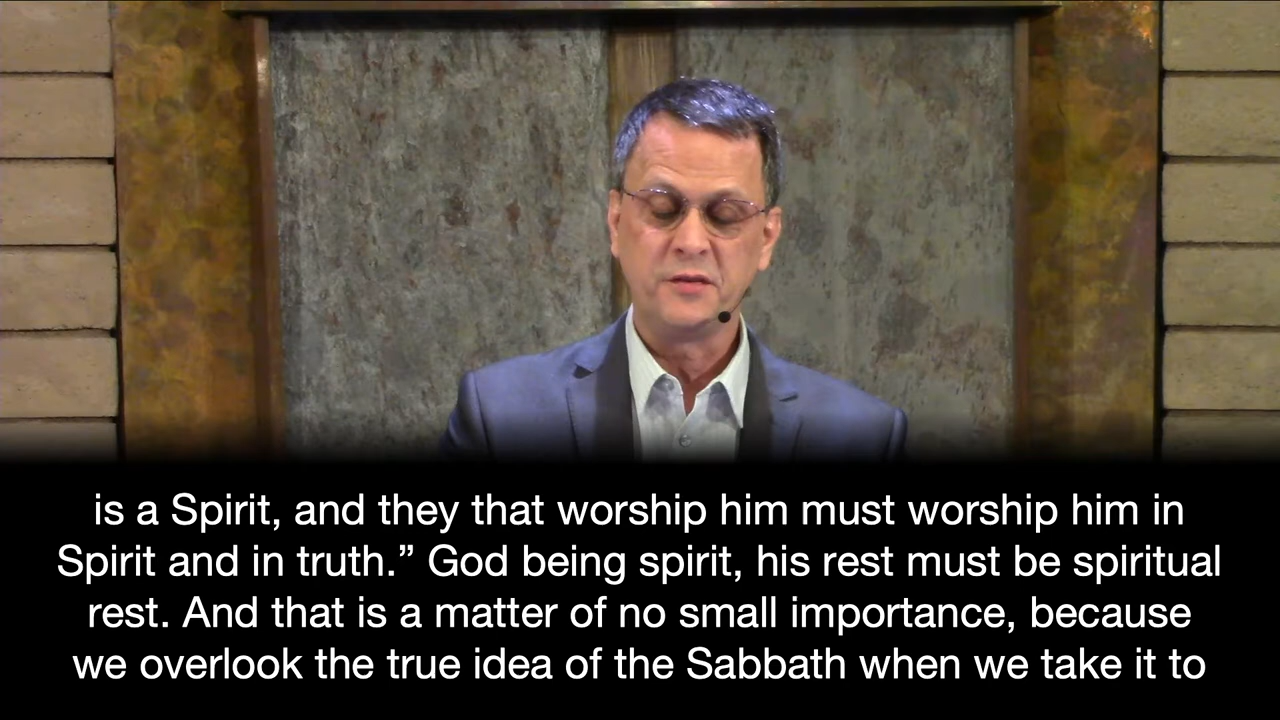 is a Spirit, and they that worship him must worship him in
Spirit and in truth.” God being spirit, his rest must be spiritual
rest. And that is a matter of no small importance, because
we overlook the true idea of the Sabbath when we take it to